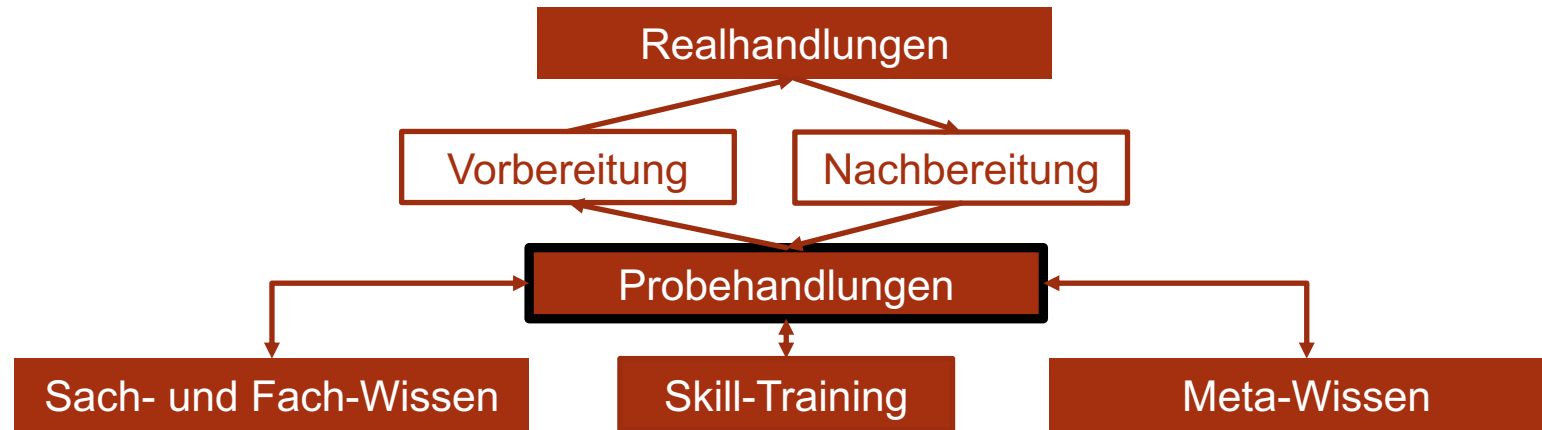 Realhandlungen
Vorbereitung
Nachbereitung
Probehandlungen
Sach- und Fach-Wissen
Skill-Training
Meta-Wissen